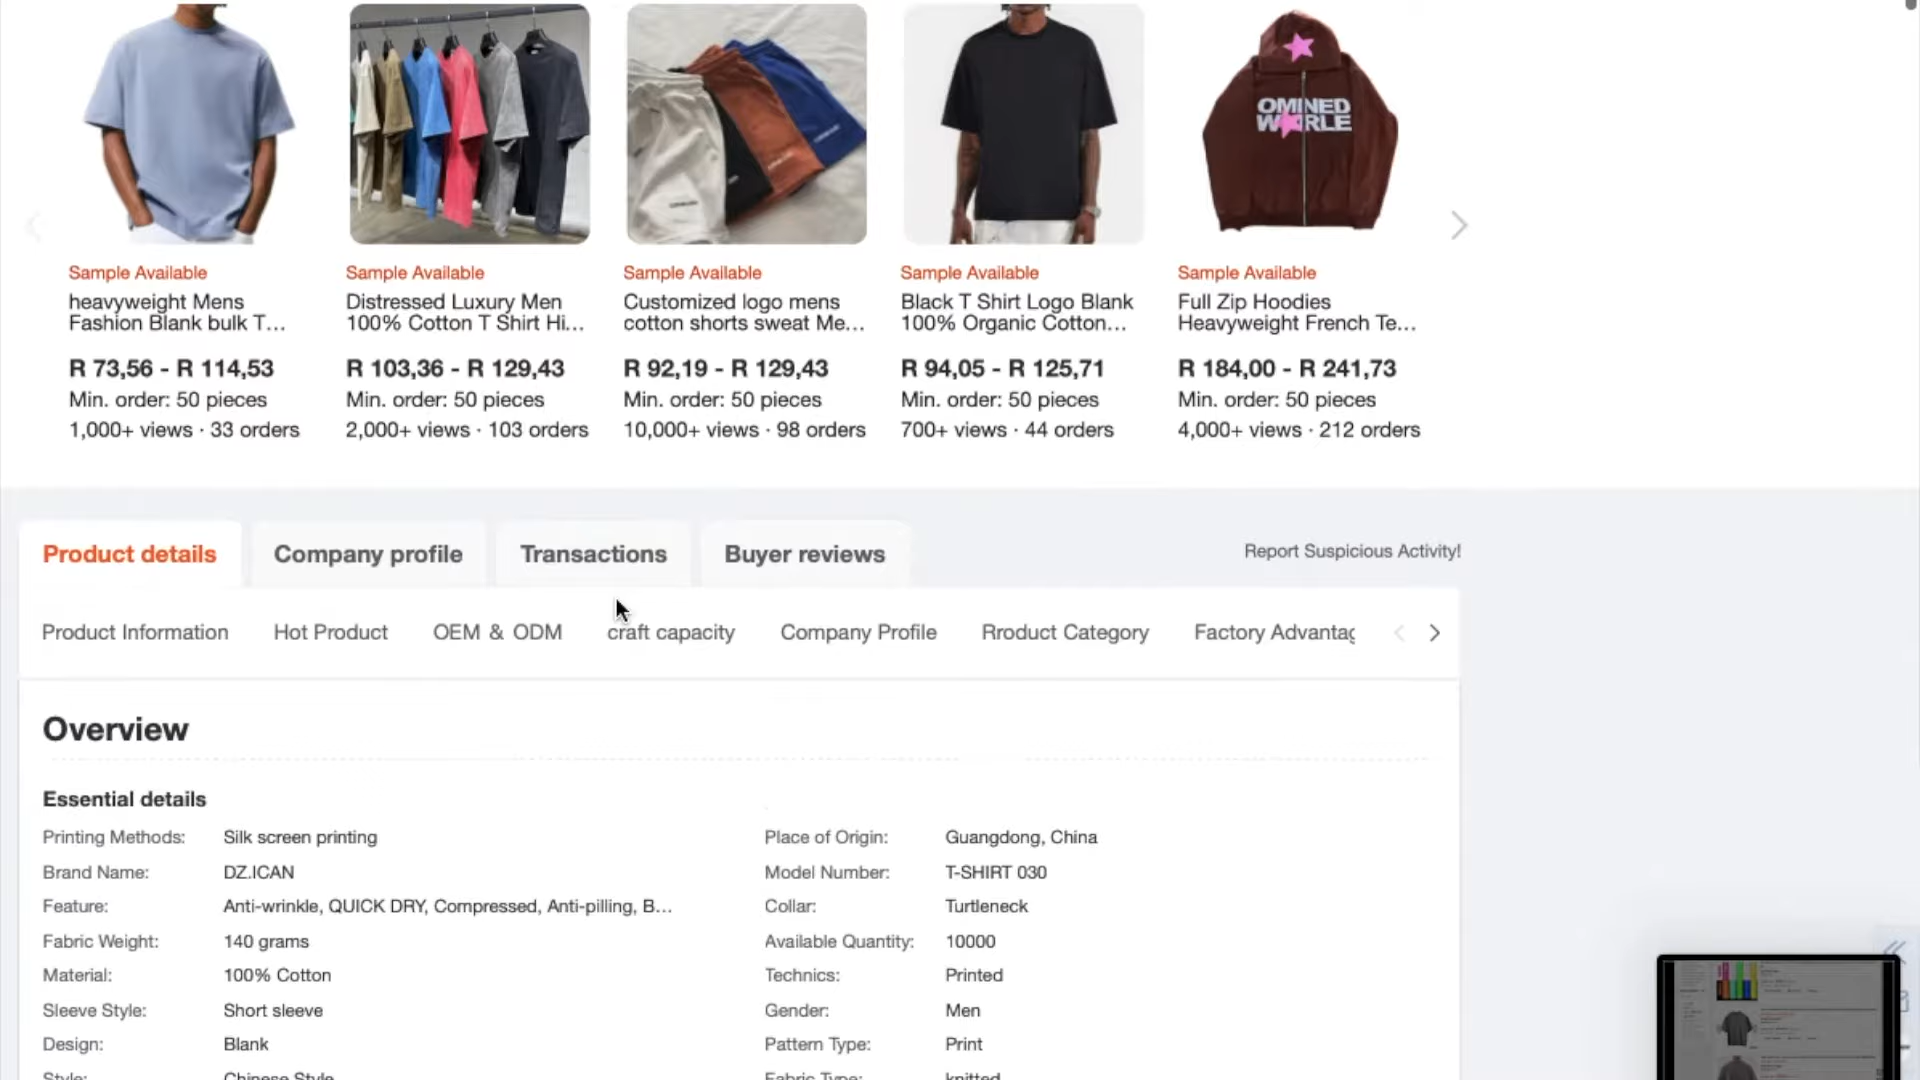 OMNED
WORLE
Sample Available
heavyweight Mens
Fashion Blank bulk T...
R 73,56 - R 114,53
Min. order: 50 pieces
1,000+ views · 33 orders
Sample Available
Distressed Luxury Men
100% Cotton T Shirt Hi...
R 103,36 - R 129,43
Min. order: 50 pieces
2,000+ views · 103 orders
Sample Available
Customized logo mens
cotton shorts sweat Me...
R 92,19 - R 129,43
Min. order: 50 pieces
10,000+ views · 98 orders
Sample Available
Black T Shirt Logo Blank
100% Organic Cotton...
R 94,05 - R 125,71
Min. order: 50 pieces
700+ views · 44 orders
Sample Available
Full Zip Hoodies
Heavyweight French Te...
R 184,00 - R 241,73
Min. order: 50 pieces
4,000+ views · 212 orders
Product details Company profile Transactions Buyer reviews Report Suspicious Activity!
Product Information Hot Product OEM & ODM craft capacity Company Profile Rroduct Category Factory Advantag
Overview
Essential details
Printing Methods: Silk screen printing Place of Origin: Guangdong, China
Brand Name: DZ.ICAN Model Number: T-SHIRT 030
Feature: Anti-wrinkle, QUICK DRY, Compressed, Anti-pilling, B... Collar: Turtleneck
Fabric Weight: 140 grams Available Quantity: 10000
Material: 100% Cotton Technics: Printed
Sleeve Style: Short sleeve Gender: Men
Design: Blank Pattern Type: Print
Style: Chinese Style Fabric Type: knitted